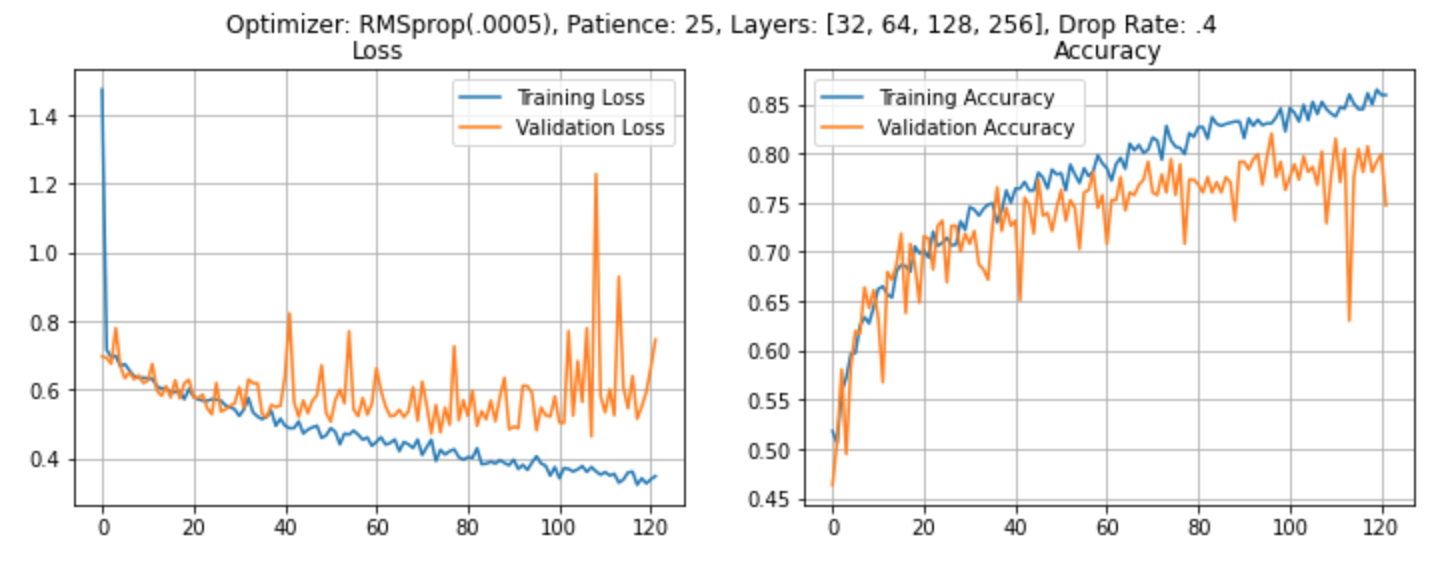 Optimizer: RMSprop(.0005), Patience: 25, Layers: [32, 64, 128, 256], Drop Rate: .4
Loss
Training Loss
Validation Loss
1.4
1.2
1.0
0.8
0.6
0.4
0 20 40 60 80 100 120
Accuracy
Training Accuracy
Validation Accuracy
0.85
0.80
0.75
0.70
0.65
0.60
0.55
0.50
0.45
0 20 40 60 80 100 120